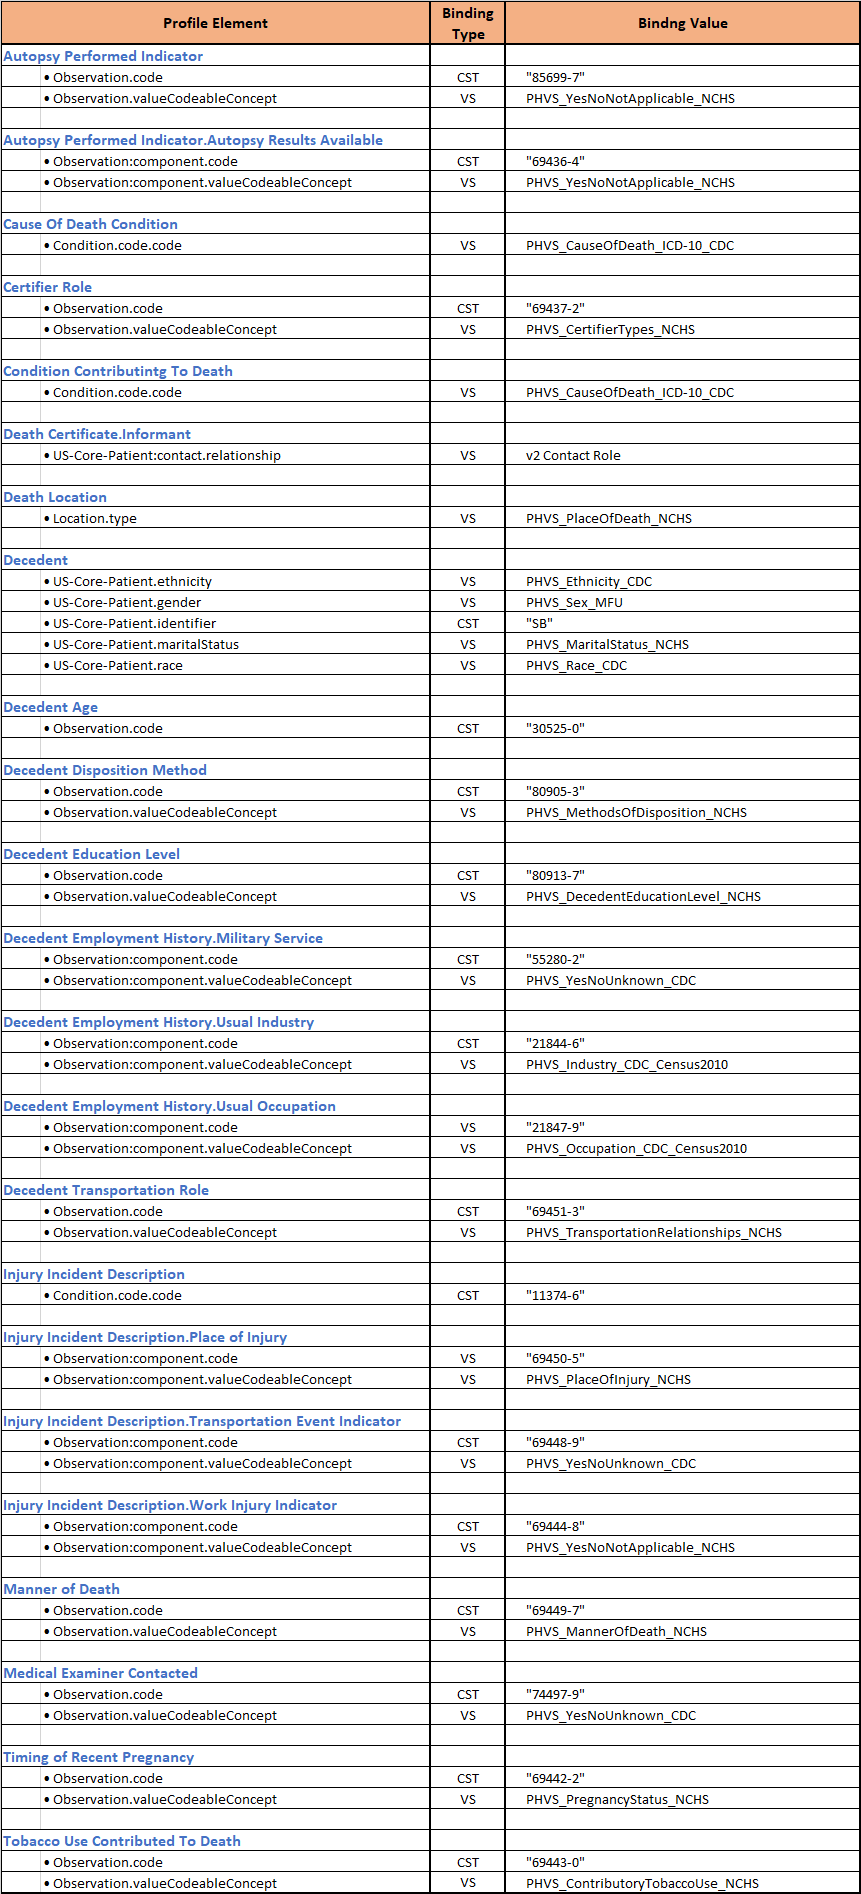 Profile Element Binding Type Bindng Value
Autopsy Performed Indicator
• Observation.code CST "85699-7"
• Observation.valueCodeableConcept VS PHVS_YesNoNotApplicable_NCHS
Autopsy Performed Indicator.Autopsy Results Available
• Observation:component.code CST "69436-4"
• Observation:component.valueCodeableConcept VS PHVS_YesNoNotApplicable_NCHS
Cause Of Death Condition
• Condition.code.code VS PHVS_CauseOfDeath_ICD-10_CDC
Certifier Role
• Observation.code CST "69437-2"
• Observation.valueCodeableConcept VS PHVS_CertifierTypes_NCHS
Condition Contributintg To Death
• Condition.code.code VS PHVS_CauseOfDeath_ICD-10_CDC
Death Certificate.Informant
• US-Core-Patient:contact.relationship VS v2 Contact Role
Death Location
• Location.type VS PHVS_PlaceOfDeath_NCHS
Decedent
• US-Core-Patient.ethnicity VS PHVS_Ethnicity_CDC
• US-Core-Patient.gender VS PHVS_Sex_MFU
• US-Core-Patient.identifier CST "SB"
• US-Core-Patient.maritalStatus VS PHVS_MaritalStatus_NCHS
• US-Core-Patient.race VS PHVS_Race_CDC
Decedent Age
• Observation.code CST "30525-0"
Decedent Disposition Method
• Observation.code CST "80905-3"
• Observation.valueCodeableConcept VS PHVS_MethodsOfDisposition_NCHS
Decedent Education Level
• Observation.code CST "80913-7"
• Observation.valueCodeableConcept VS PHVS_DecedentEducationLevel_NCHS
Decedent Employment History.Military Service
• Observation:component.code CST "55280-2"
• Observation:component.valueCodeableConcept VS PHVS_YesNoUnknown_CDC
Decedent Employment History.Usual Industry
• Observation:component.code CST "21844-6"
• Observation:component.valueCodeableConcept VS PHVS_Industry_CDC_Census2010
Decedent Employment History.Usual Occupation
• Observation:component.code VS "21847-9"
• Observation:component.valueCodeableConcept VS PHVS_Occupation_CDC_Census2010
Decedent Transportation Role
• Observation.code CST "69451-3"
• Observation.valueCodeableConcept VS PHVS_TransportationRelationships_NCHS
Injury Incident Description
• Condition.code.code CST "11374-6"
Injury Incident Description.Place of Injury
• Observation:component.code VS "69450-5"
• Observation:component.valueCodeableConcept VS PHVS_PlaceOfInjury_NCHS
Injury Incident Description.Transportation Event Indicator
• Observation:component.code CST "69448-9"
• Observation:component.valueCodeableConcept VS PHVS_YesNoUnknown_CDC
Injury Incident Description.Work Injury Indicator
• Observation:component.code CST "69444-8"
• Observation:component.valueCodeableConcept VS PHVS_YesNoNotApplicable_NCHS
Manner of Death
• Observation.code CST "69449-7"
• Observation.valueCodeableConcept VS PHVS_MannerOfDeath_NCHS
Medical Examiner Contacted
• Observation.code CST "74497-9"
• Observation.valueCodeableConcept VS PHVS_YesNoUnknown_CDC
Timing of Recent Pregnancy
• Observation.code CST "69442-2"
• Observation.valueCodeableConcept VS PHVS_PregnancyStatus_NCHS
Tobacco Use Contributed To Death
• Observation.code CST "69443-0"
• Observation.valueCodeableConcept VS PHVS_ContributoryTobaccoUse_NCHS